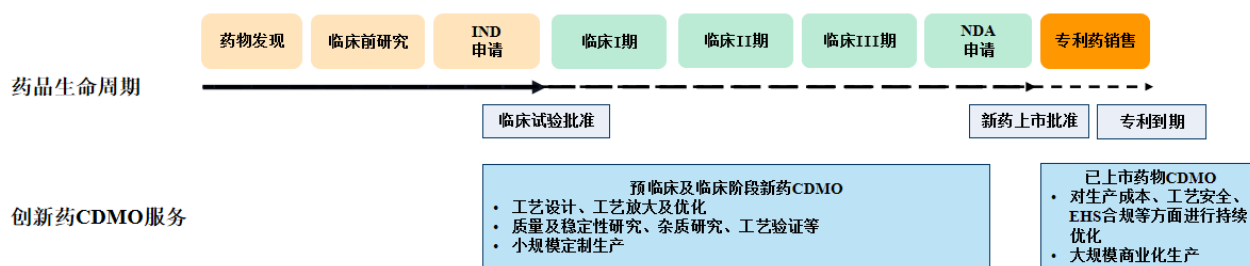 药物发现
临床前研究
IND
申请
临床I期
临床II期
临床III期
NDA
申请
专利药销售
药品生命周期
临床试验批准
新药上市批准
专利到期
创新药CDMO服务
预临床及临床阶段新药CDMO
• 工艺设计、工艺放大及优化
• 质量及稳定性研究、杂质研究、工艺验证等
• 小规模定制生产
已上市药物CDMO
• 对生产成本、工艺安全、
EHS合规等方面进行持续
优化
• 大规模商业化生产